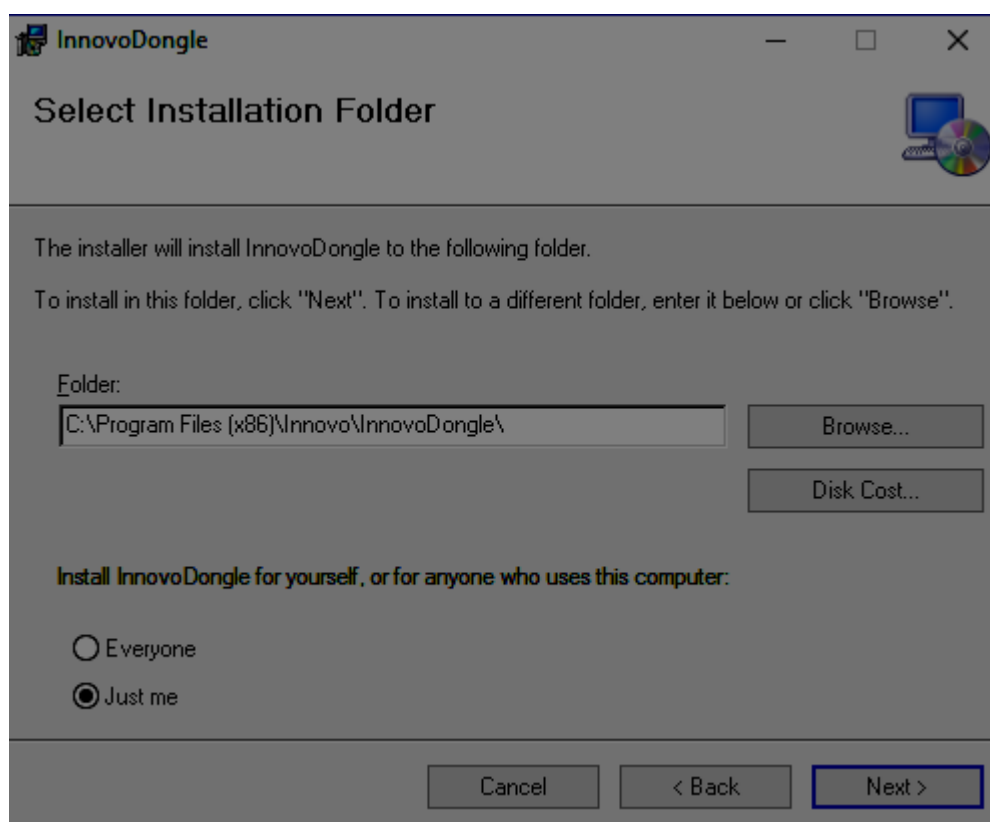 InnovoDongle
Select Installation Folder
The installer will install InnovoDongle to the following folder.
To install in this folder, click "Next". To install to a different folder, enter it below or click "Browse".
Folder:
C:\Program Files (x86)\Innovo\InnovoDongle\
Browse...
Disk Cost...
Install InnovoDongle for yourself, or for anyone who uses this computer:
Everyone
Just me
Cancel
< Back
Next >